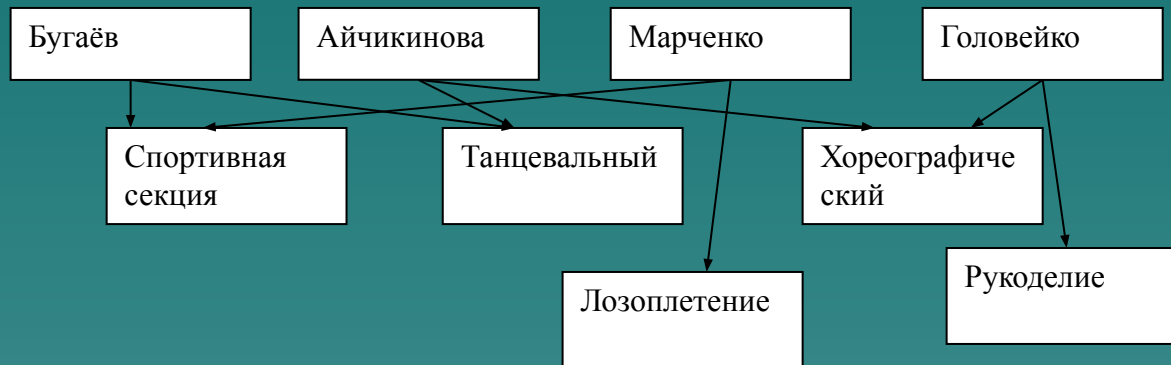 Бугаёв
Айчикинова
Марченко
Головейко
Спортивная
секция
Танцевальный
Хореографиче
ский
Лозоплетение
Рукоделие